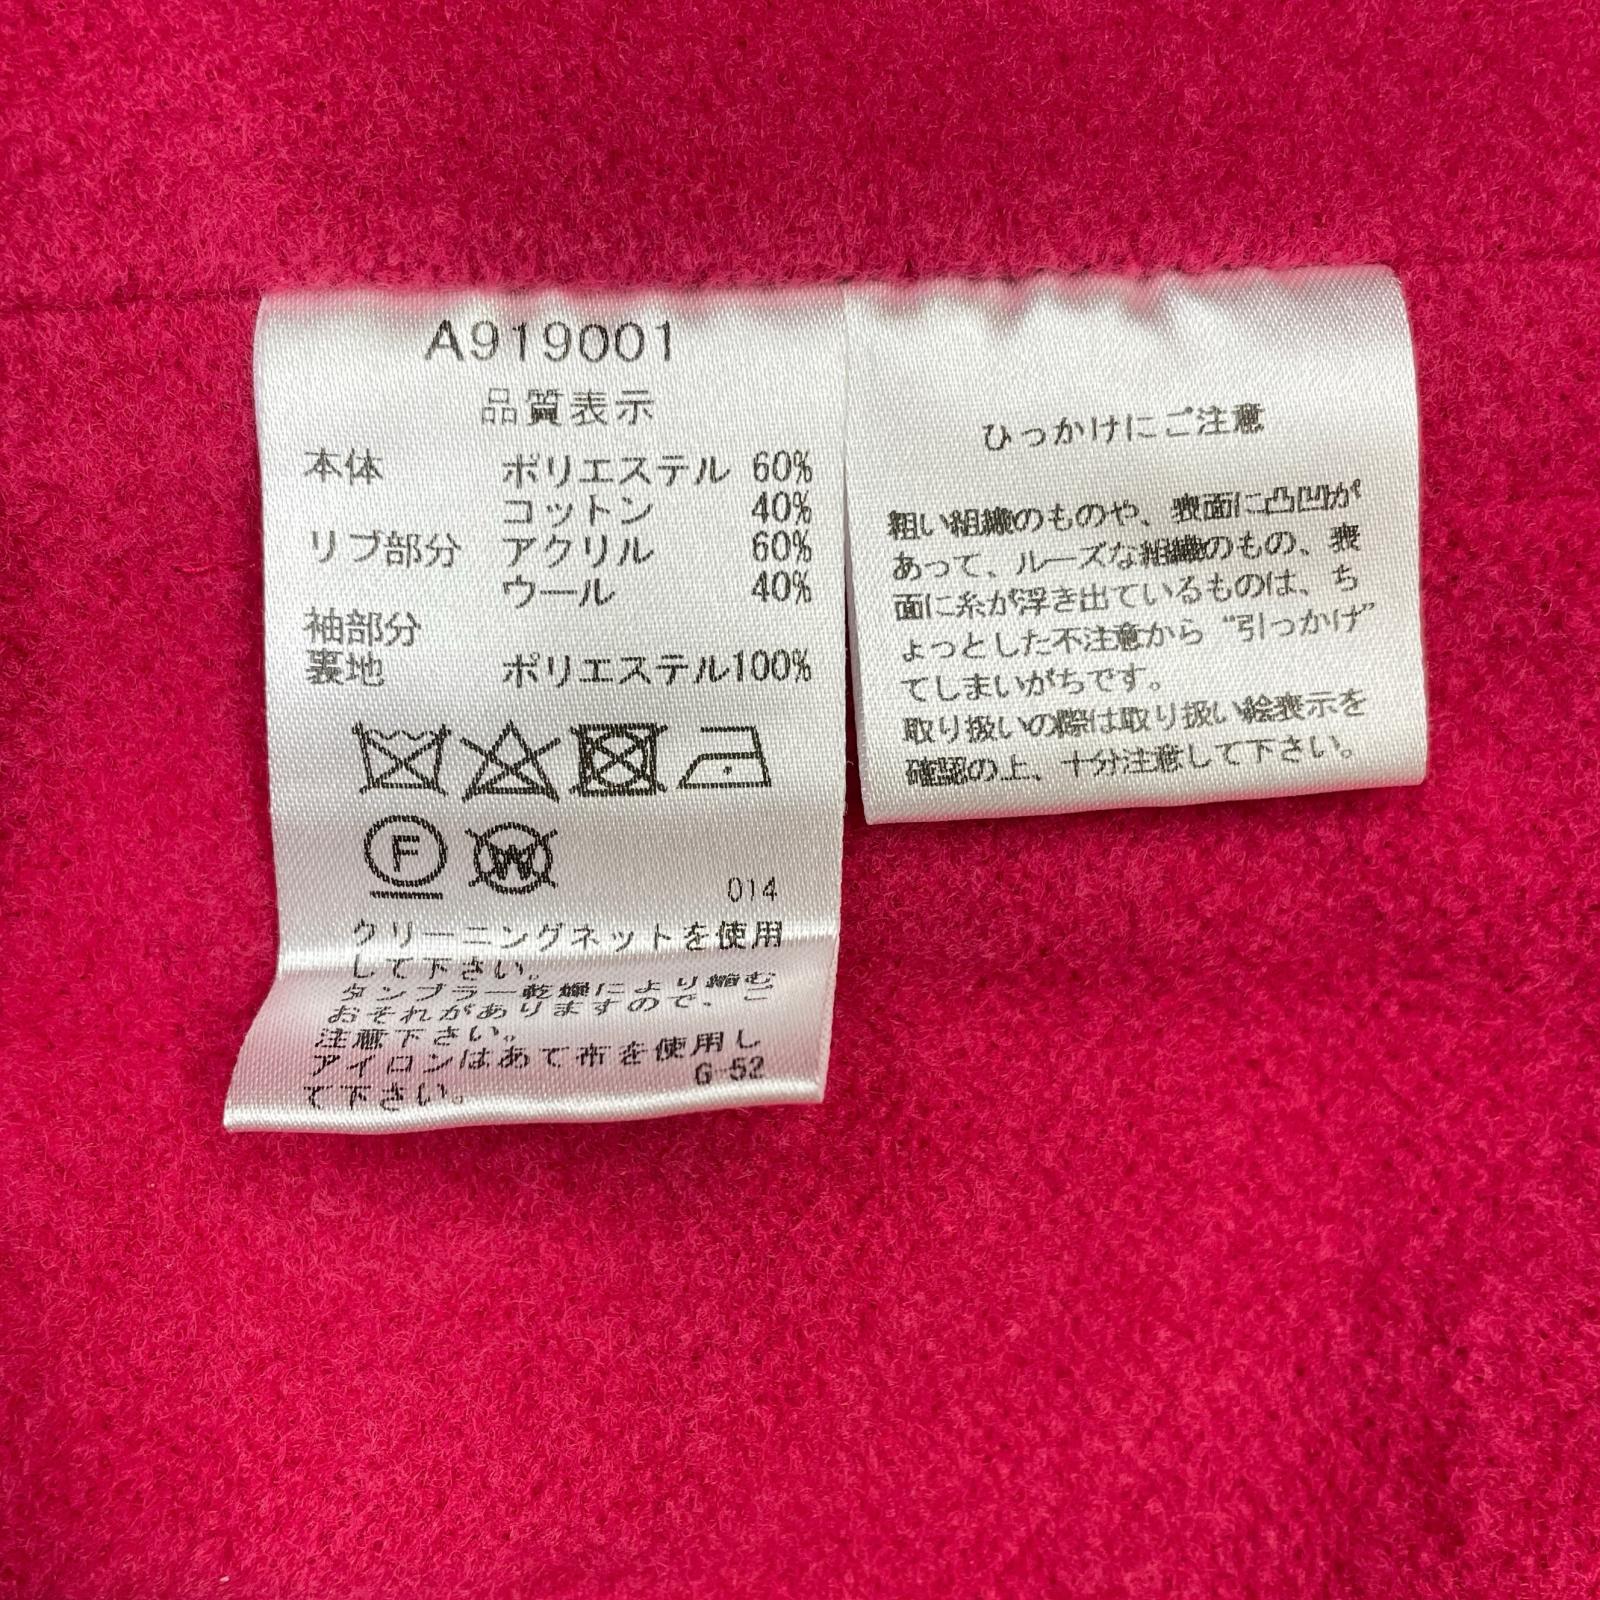 A919001
品質表示
本体 ポリエステル 60%
コットン 40%
リブ部分 アクリル 60%
ウール 40%
袖部分
裏地 ポリエステル100%
F W
014
クリーニングネットを使用
して下さい。
タンブラー乾燥により縮む
おそれがありますので、ご
注意下さい。
アイロンはあて布を使用し
て下さい。 G-52
ひっかけにご注意
粗い組織のものや、表面に凸凹が
あって、ルーズな組織のもの、表
面に糸が浮き出ているものは、ち
ょっとした不注意から“引っかけ”
てしまいがちです。
取り扱いの際は取り扱い絵表示を
確認の上、十分注意して下さい。